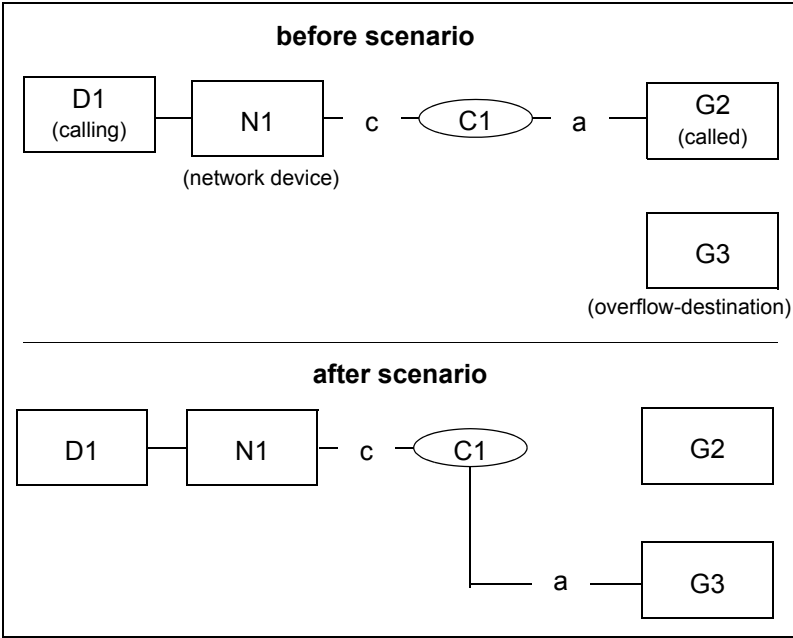 before scenario
D1
(calling)
N1
c
C1
a
G2
(called)
(network device)
G3
(overflow-destination)
after scenario
D1
N1
c
C1
G2
a
G3